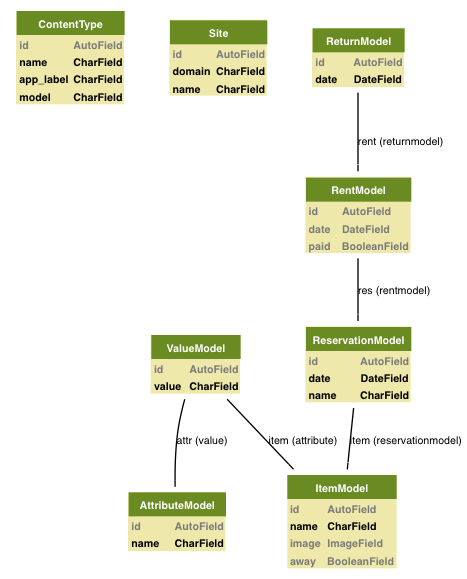 ContentType
id AutoField
name CharField
app_label CharField
model CharField
Site
id AutoField
domain CharField
name CharField
ReturnModel
id AutoField
date DateField
rent (returnmodel)
RentModel
id AutoField
date DateField
paid BooleanField
res (rentmodel)
ReservationModel
id AutoField
date DateField
name CharField
ValueModel
id AutoField
value CharField
attr (value)
item (attribute)
item (reservationmodel)
AttributeModel
id AutoField
name CharField
ItemModel
id AutoField
name CharField
image ImageField
away BooleanField